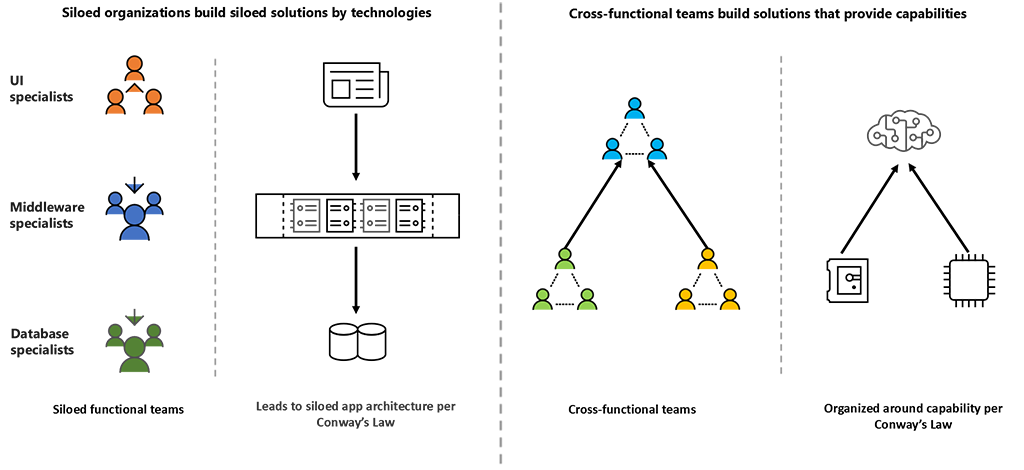 Siloed organizations build siloed solutions by technologies
Cross-functional teams build solutions that provide capabilities
UI
specialists
Middleware
specialists
Database
specialists
Siloed functional teams
Leads to siloed app architecture per
Conway's Law
Cross-functional teams
Organized around capability per
Conway's Law